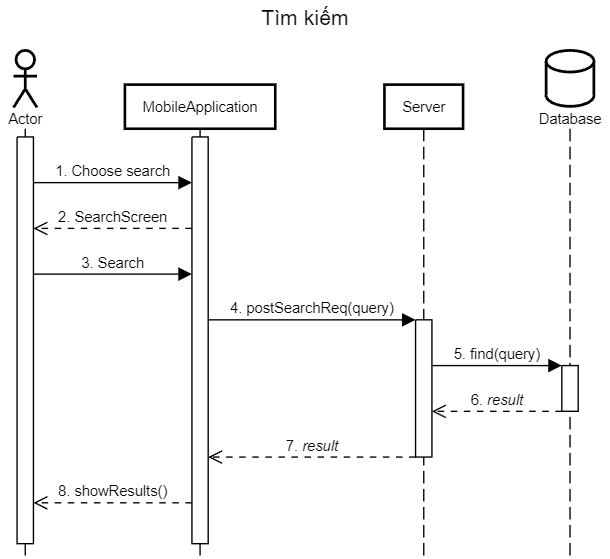 Tìm kiếm
Actor
MobileApplication
Server
Database
1. Choose search
2. SearchScreen
3. Search
4. postSearchReq(query)
5. find(query)
6. result
7. result
8. showResults()